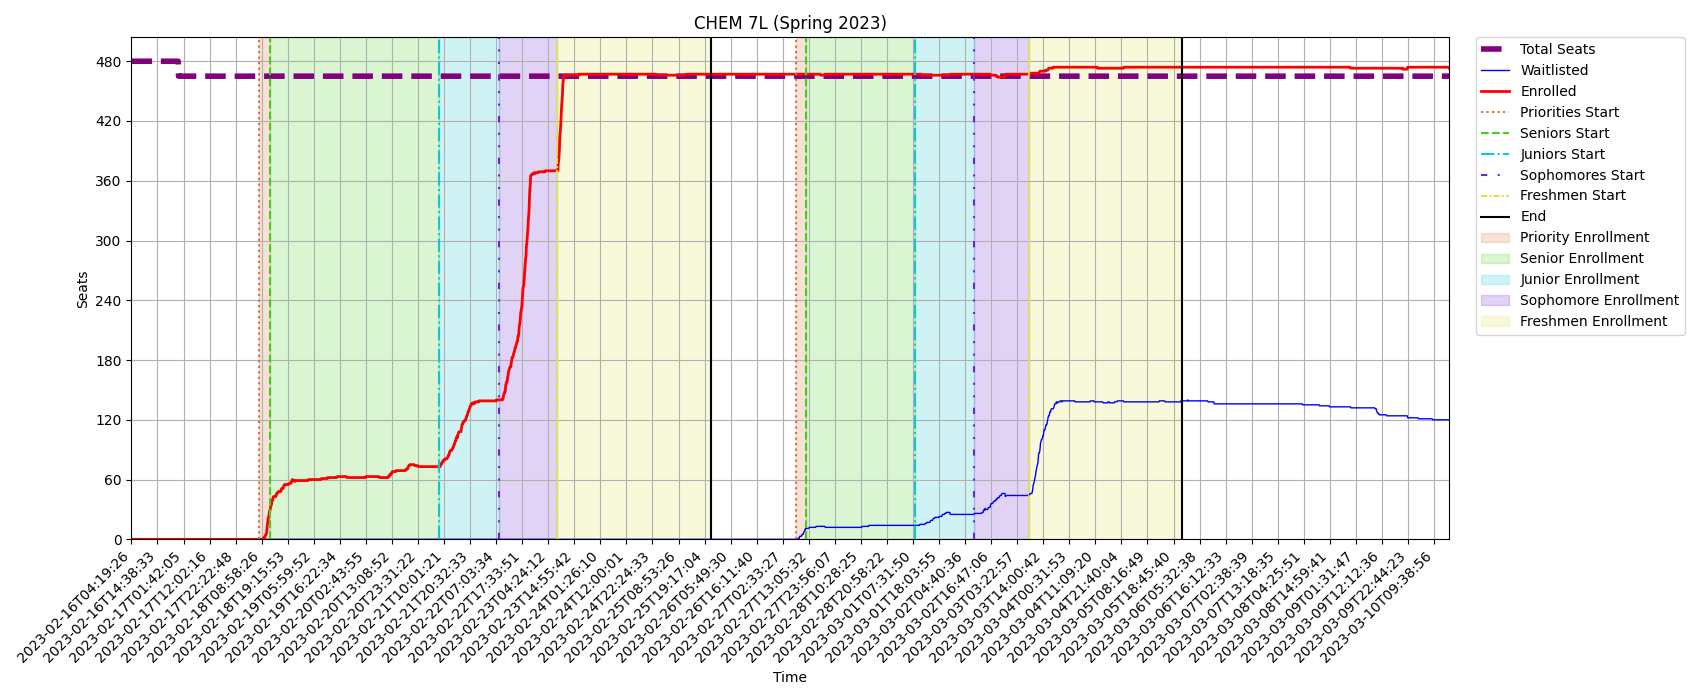 CHEM 7L (Spring 2023)
Seats
480
420
360
300
240
180
120
60
0
2023-02-16T04:19:26
2023-02-16T14:38:33
2023-02-17T01:42:05
2023-02-17T12:02:16
2023-02-17T22:22:48
2023-02-18T08:58:26
2023-02-18T19:15:53
2023-02-19T05:59:52
2023-02-19T16:22:34
2023-02-20T02:43:55
2023-02-20T13:08:52
2023-02-20T23:31:22
2023-02-21T10:01:21
2023-02-21T20:32:33
2023-02-22T07:03:34
2023-02-22T17:33:51
2023-02-23T04:24:12
2023-02-23T14:55:42
2023-02-24T01:26:10
2023-02-24T12:00:01
2023-02-24T22:24:33
2023-02-25T08:53:26
2023-02-25T19:17:04
2023-02-26T05:49:30
2023-02-26T16:11:40
2023-02-27T02:33:27
2023-02-27T13:05:32
2023-02-27T23:56:07
2023-02-28T10:28:25
2023-02-28T20:58:22
2023-03-01T07:31:50
2023-03-01T18:03:55
2023-03-02T04:40:36
2023-03-02T16:47:06
2023-03-03T03:22:57
2023-03-03T14:00:42
2023-03-04T00:31:53
2023-03-04T11:09:20
2023-03-04T21:40:04
2023-03-05T08:16:49
2023-03-05T18:45:40
2023-03-06T05:32:38
2023-03-06T16:12:33
2023-03-07T02:38:39
2023-03-07T13:18:35
2023-03-08T04:25:51
2023-03-08T14:59:41
2023-03-09T01:31:47
2023-03-09T12:12:36
2023-03-09T22:44:23
2023-03-10T09:38:56
Time
Total Seats
Waitlisted
Enrolled
Priorities Start
Seniors Start
Juniors Start
Sophomores Start
Freshmen Start
End
Priority Enrollment
Senior Enrollment
Junior Enrollment
Sophomore Enrollment
Freshmen Enrollment